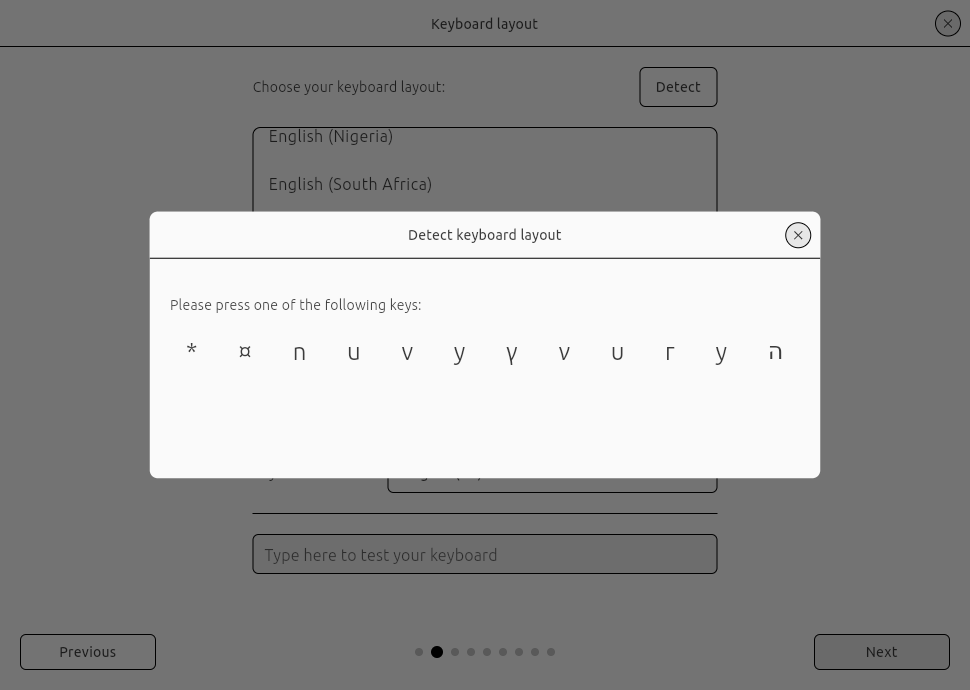 Keyboard layout
Choose your keyboard layout:
Detect
English (Nigeria)
English (South Africa)
Detect keyboard layout
Please press one of the following keys:
* ¤ n u v y γ ν u r y ה
Type here to test your keyboard
Previous
Next